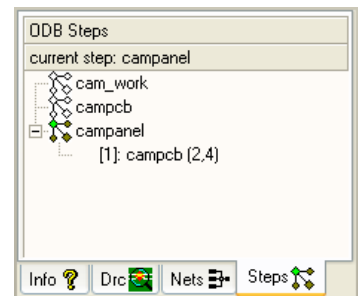 ODB Steps
current step: campanel
cam_work
campcb
campanel
[1]: campcb (2,4)
Info Drc Nets Steps